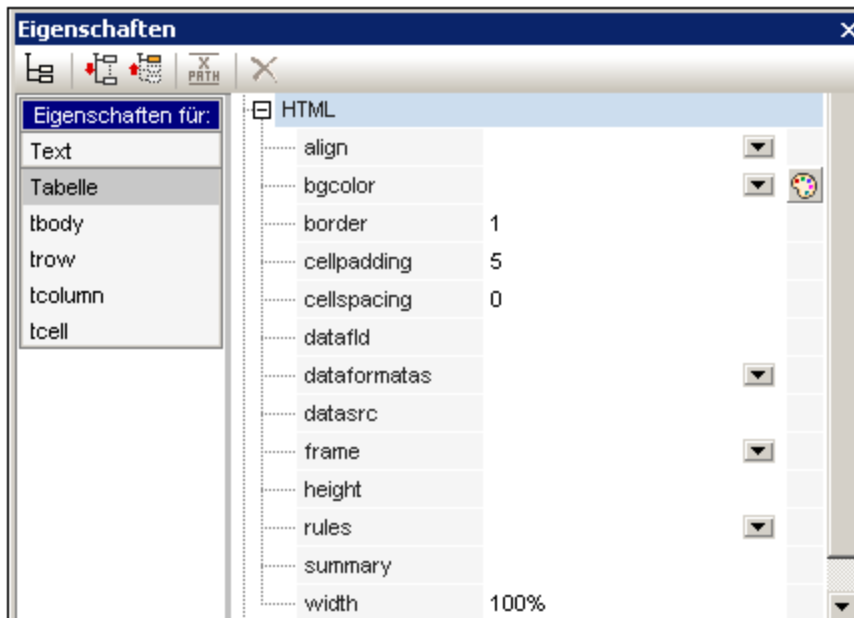 Eigenschaften
X
PATH
Eigenschaften für:
Text
Tabelle
tbody
trow
tcolumn
tcell
HTML
align
bgcolor
border 1
cellpadding 5
cellspacing 0
datafld
dataformatas
datasrc
frame
height
rules
summary
width 100%